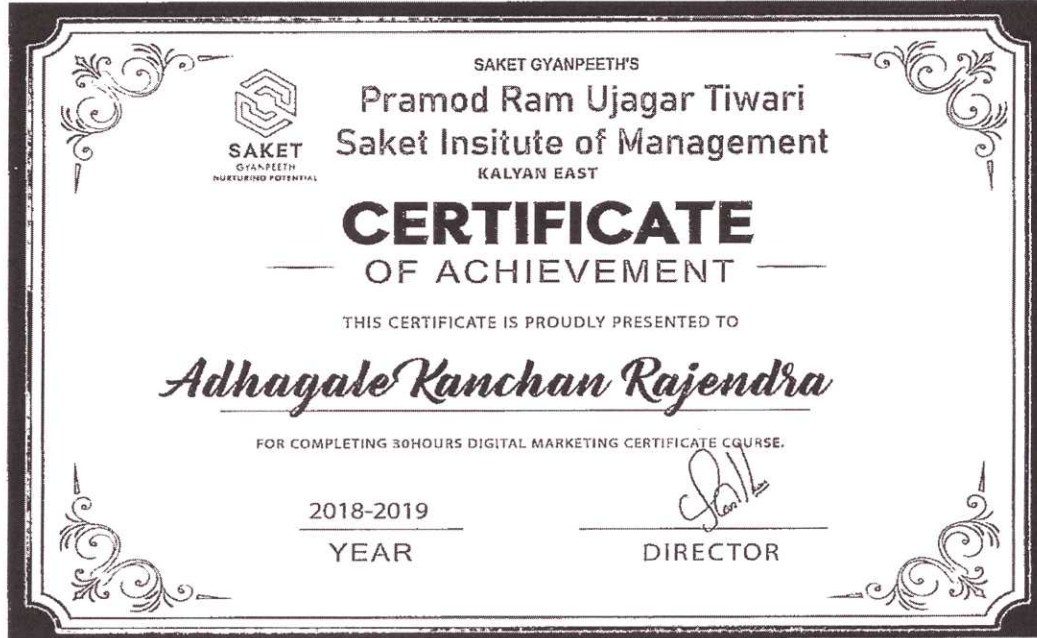 SAKET GYANPEETH'S
Pramod Ram Ujagar Tiwari
Saket Insitute of Management
KALYAN EAST
SAKET
GYANPEETH
NURTURING POTENTIAL
CERTIFICATE
OF ACHIEVEMENT
THIS CERTIFICATE IS PROUDLY PRESENTED TO
Adhagale Kanchan Rajendra
FOR COMPLETING 30HOURS DIGITAL MARKETING CERTIFICATE COURSE.
2018-2019
YEAR
DIRECTOR